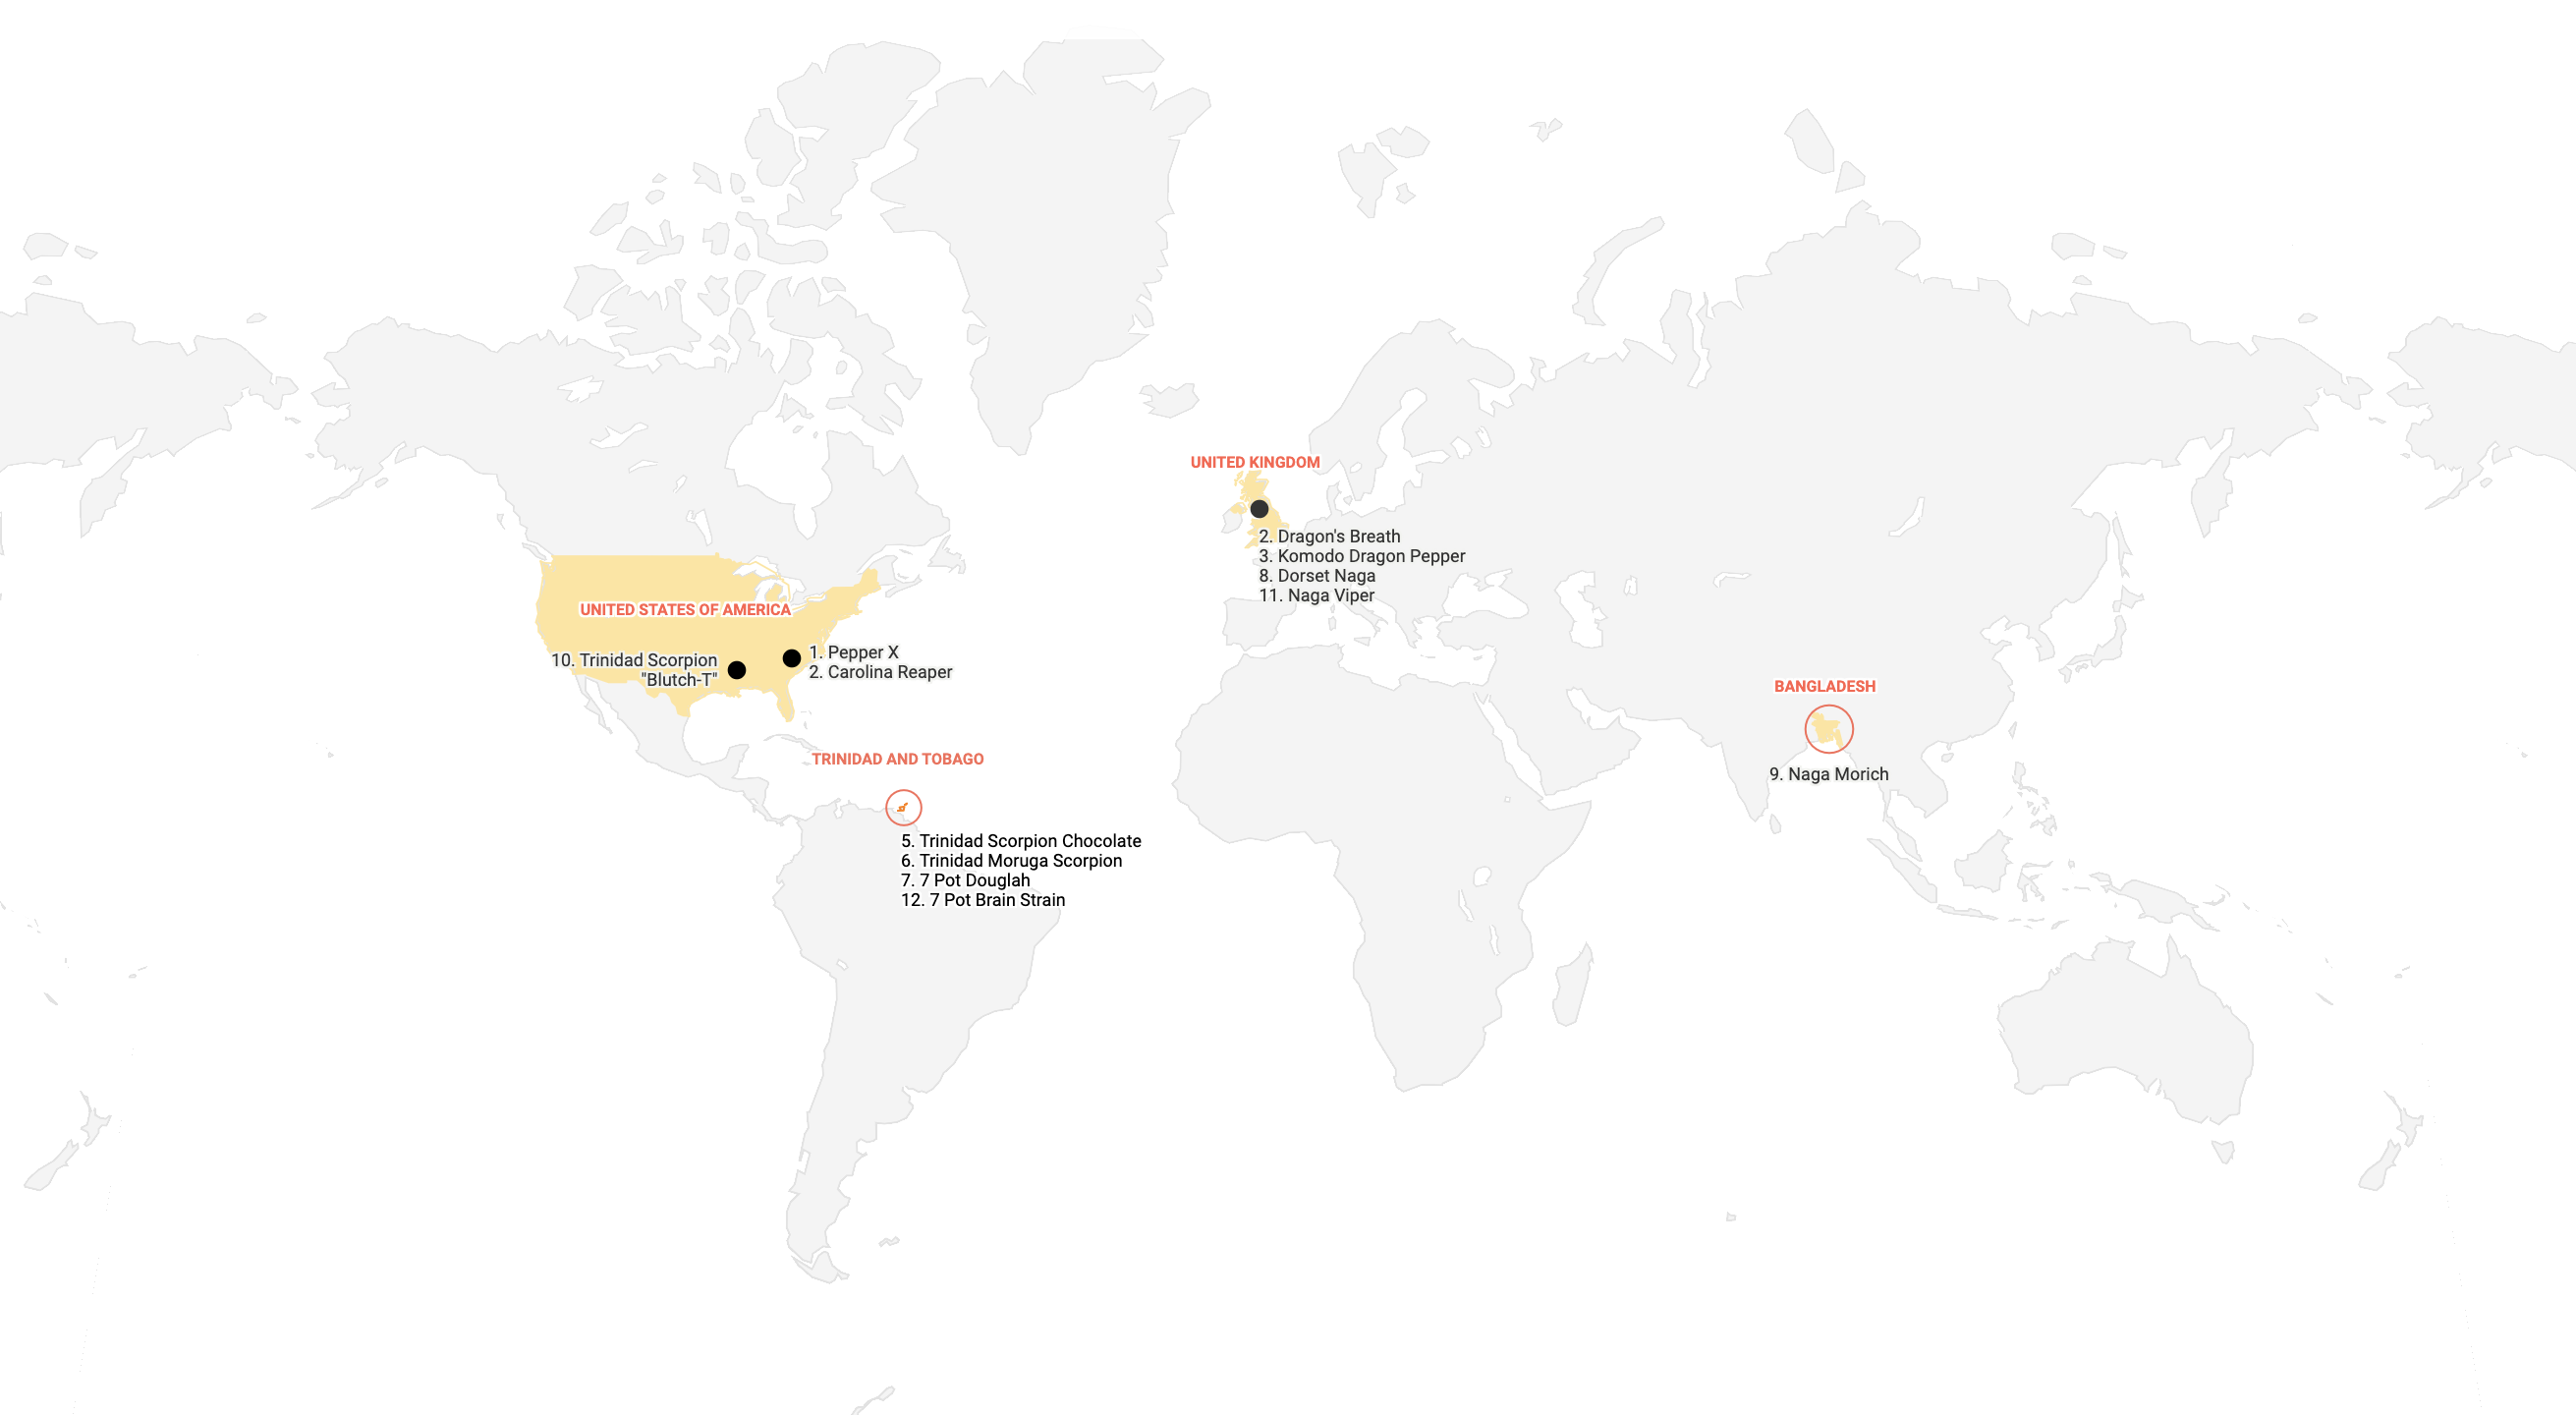 UNITED KINGDOM
2. Dragon's Breath
3. Komodo Dragon Pepper
8. Dorset Naga
11. Naga Viper
UNITED STATES OF AMERICA
10. Trinidad Scorpion
"Blutch-T"
1. Pepper X
2. Carolina Reaper
BANGLADESH
9. Naga Morich
TRINIDAD AND TOBAGO
5. Trinidad Scorpion Chocolate
6. Trinidad Moruga Scorpion
7. 7 Pot Douglah
12. 7 Pot Brain Strain